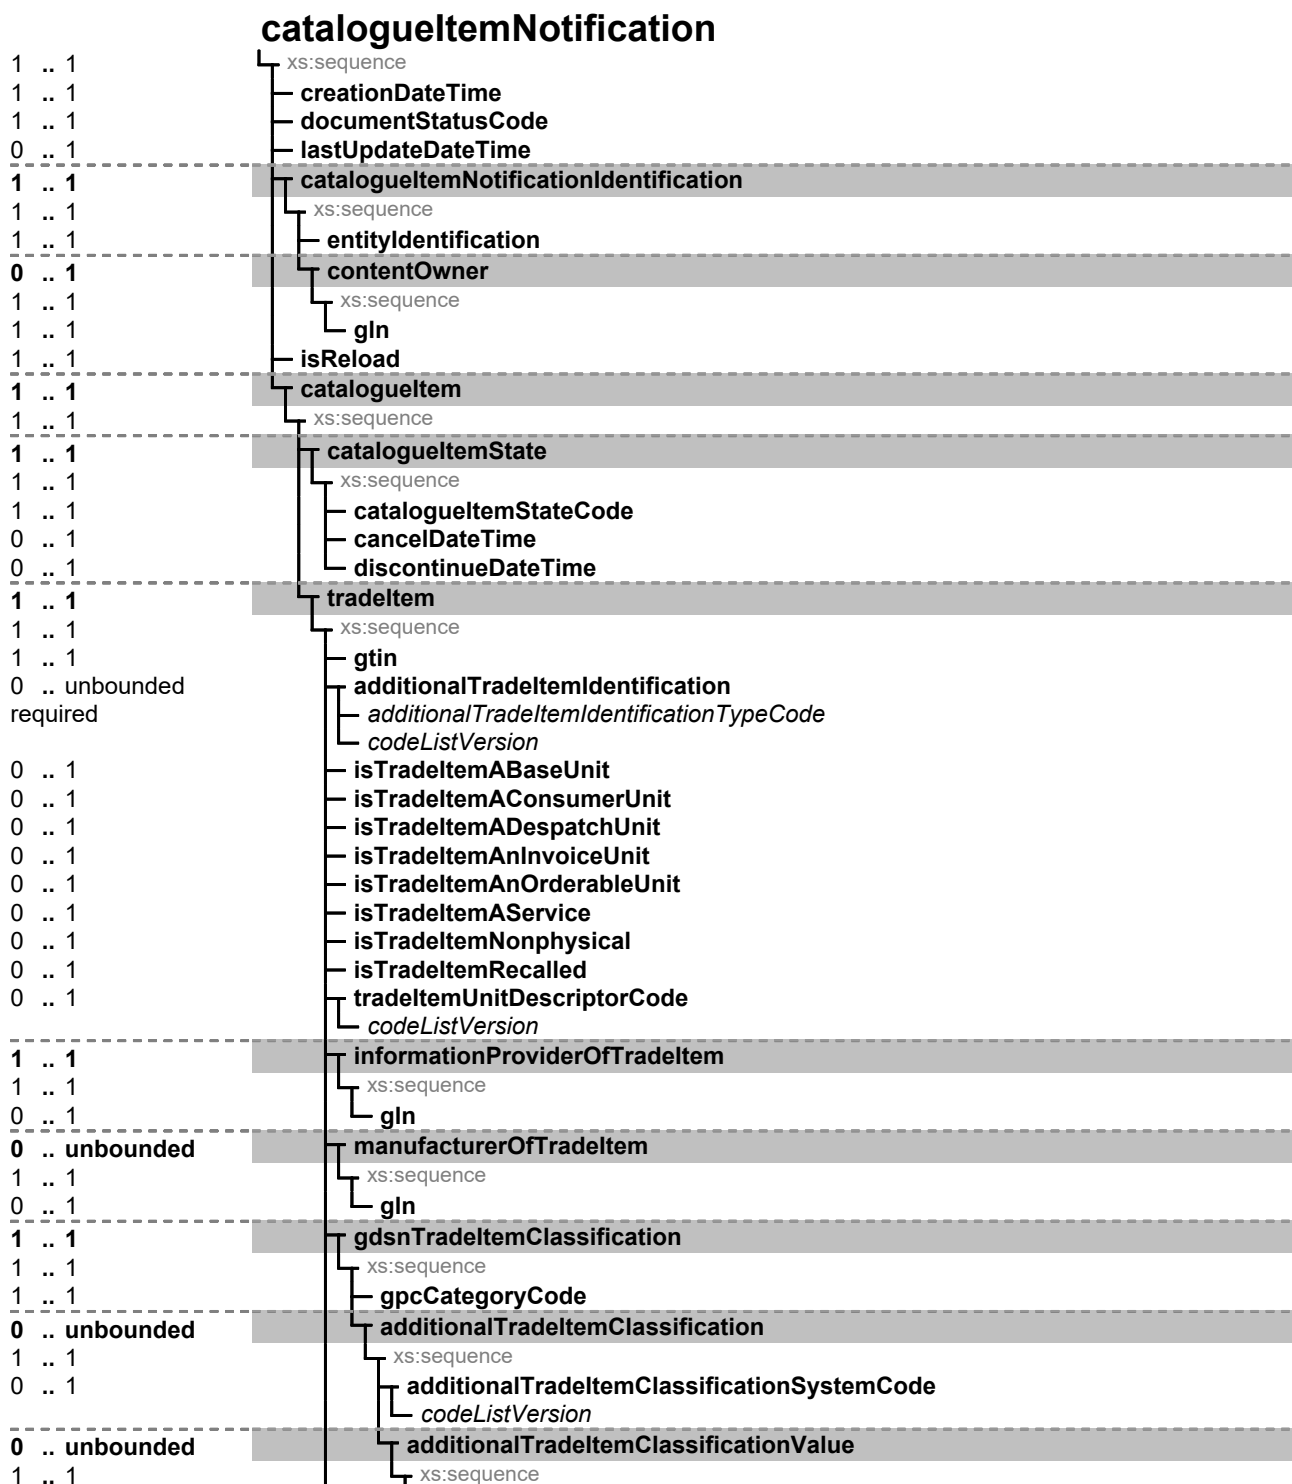 catalogueItemNotification
1 .. 1 xs:sequence
1 .. 1 creationDateTime
1 .. 1 documentStatusCode
0 .. 1 lastUpdateDateTime
1 .. 1 catalogueItemNotificationIdentification
1 .. 1 xs:sequence
1 .. 1 entityIdentification
0 .. 1 contentOwner
1 .. 1 xs:sequence
1 .. 1 gln
1 .. 1 isReload
1 .. 1 catalogueItem
1 .. 1 xs:sequence
1 .. 1 catalogueItemState
1 .. 1 xs:sequence
1 .. 1 catalogueItemStateCode
0 .. 1 cancelDateTime
0 .. 1 discontinueDateTime
1 .. 1 tradeItem
1 .. 1 xs:sequence
1 .. 1 gtin
0 .. unbounded additionalTradeItemIdentification
required additionalTradeItemIdentificationTypeCode
codeListVersion
0 .. 1 isTradeItemABaseUnit
0 .. 1 isTradeItemAConsumerUnit
0 .. 1 isTradeItemADespatchUnit
0 .. 1 isTradeItemAnInvoiceUnit
0 .. 1 isTradeItemAnOrderableUnit
0 .. 1 isTradeItemAService
0 .. 1 isTradeItemNonphysical
0 .. 1 isTradeItemRecalled
0 .. 1 tradeItemUnitDescriptorCode
codeListVersion
1 .. 1 informationProviderOfTradeItem
1 .. 1 xs:sequence
0 .. 1 gln
0 .. unbounded manufacturerOfTradeItem
1 .. 1 xs:sequence
0 .. 1 gln
1 .. 1 gdsnTradeItemClassification
1 .. 1 xs:sequence
1 .. 1 gpcCategoryCode
0 .. unbounded additionalTradeItemClassification
1 .. 1 xs:sequence
0 .. 1 additionalTradeItemClassificationSystemCode
codeListVersion
0 .. unbounded additionalTradeItemClassificationValue
1 .. 1 xs:sequence